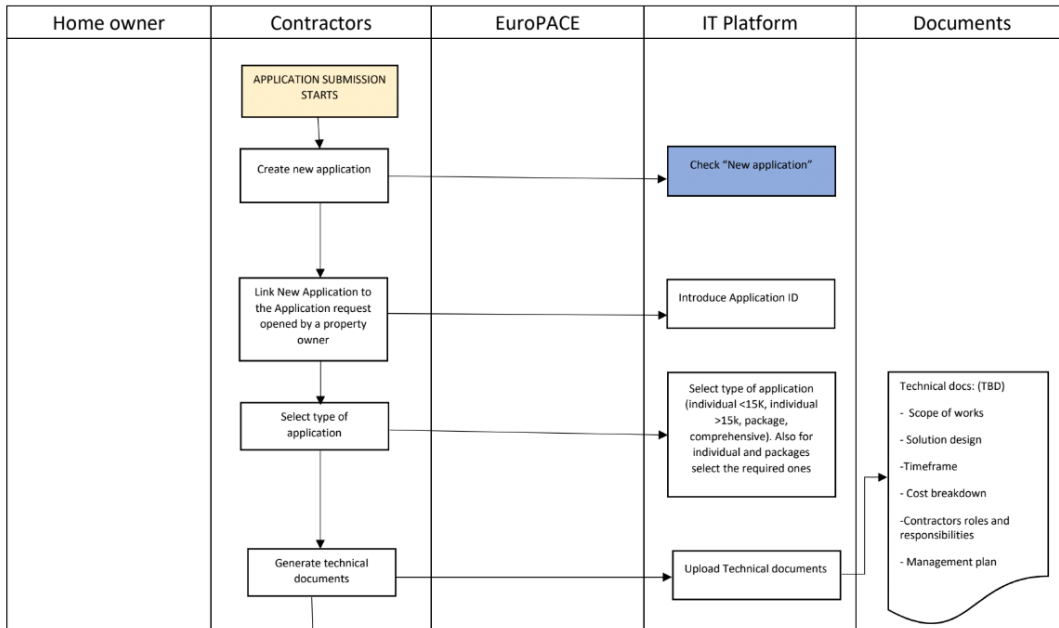 Home owner
Contractors
EuroPACE
IT Platform
Documents
APPLICATION SUBMISSION
STARTS
Create new application
Check “New application”
Link New Application to
the Application request
opened by a property
owner
Introduce Application ID
Select type of
application
Select type of application
(individual <15K, individual
>15k, package,
comprehensive). Also for
individual and packages
select the required ones
Technical docs: (TBD)
- Scope of works
- Solution design
-Timeframe
- Cost breakdown
-Contractors roles and
responsibilities
- Management plan
Generate technical
documents
Upload Technical documents